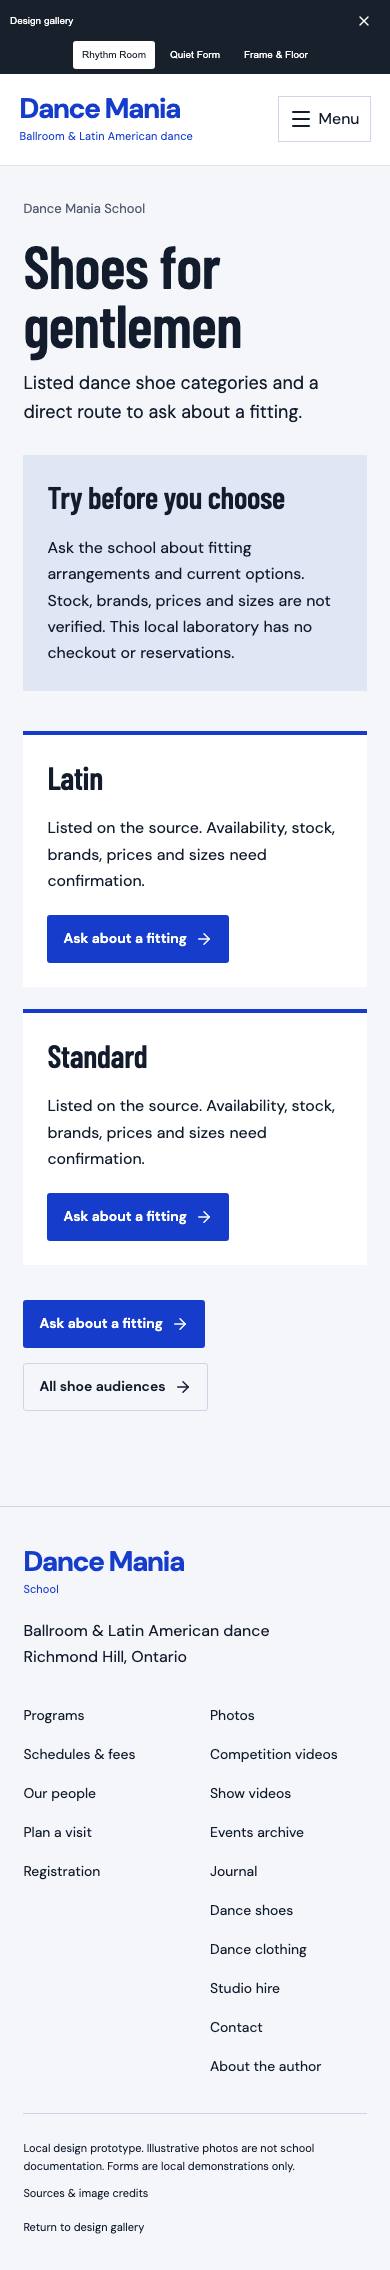 Design gallery
Rhythm Room
Quiet Form
Frame & Floor
Dance Mania
Ballroom & Latin American dance
Menu
Dance Mania School
Shoes for
gentlemen
Listed dance shoe categories and a
direct route to ask about a fitting.
Try before you choose
Ask the school about fitting
arrangements and current options.
Stock, brands, prices and sizes are not
verified. This local laboratory has no
checkout or reservations.
Latin
Listed on the source. Availability, stock,
brands, prices and sizes need
confirmation.
Ask about a fitting
Standard
Listed on the source. Availability, stock,
brands, prices and sizes need
confirmation.
Ask about a fitting
Ask about a fitting
All shoe audiences
Dance Mania
School
Ballroom & Latin American dance
Richmond Hill, Ontario
Programs
Schedules & fees
Our people
Plan a visit
Registration
Photos
Competition videos
Show videos
Events archive
Journal
Dance shoes
Dance clothing
Studio hire
Contact
About the author
Local design prototype. Illustrative photos are not school
documentation. Forms are local demonstrations only.
Sources & image credits
Return to design gallery